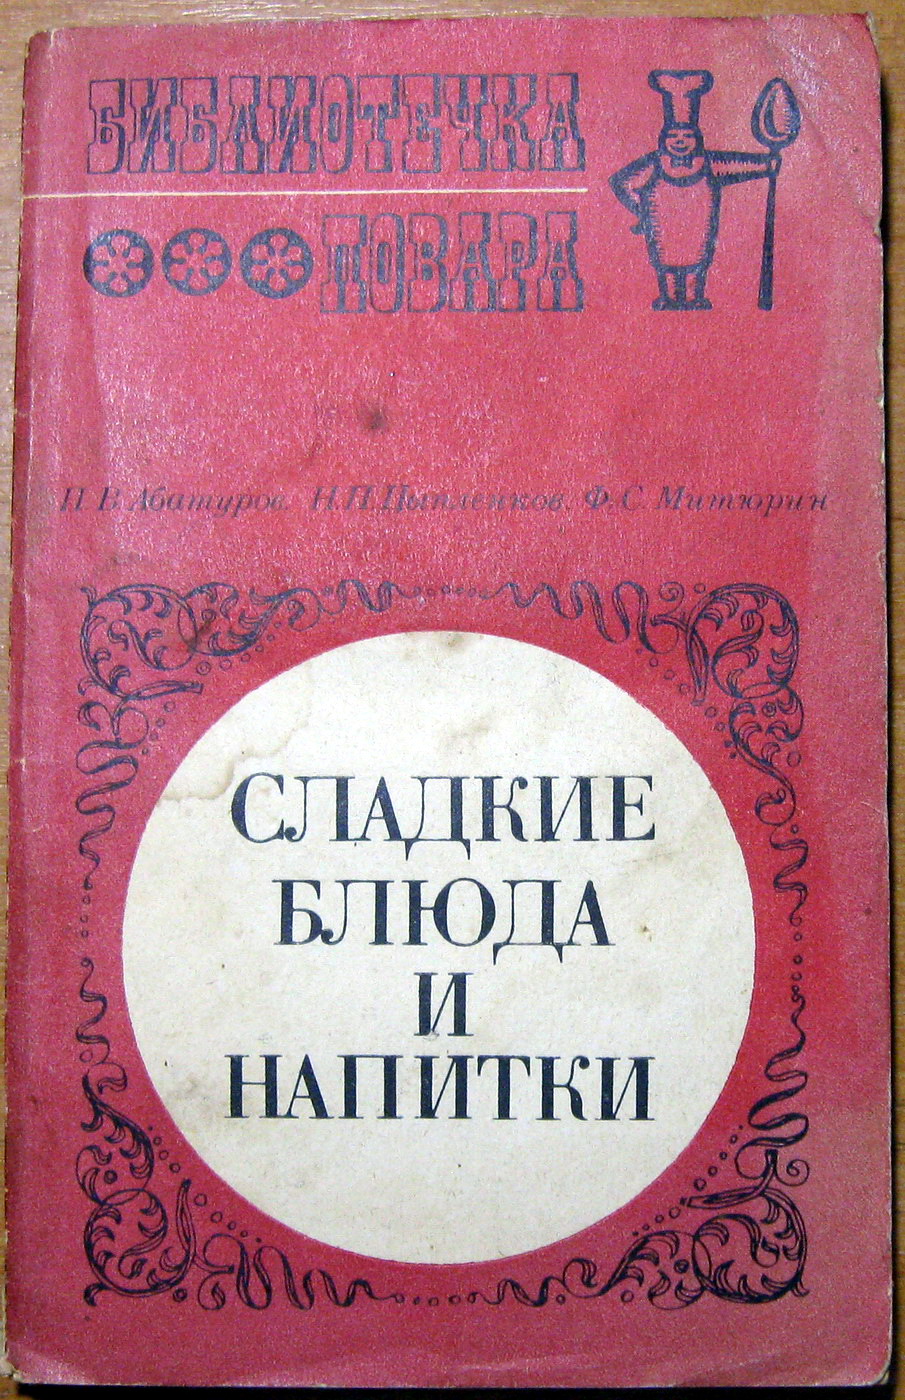 БИБЛИОТЕЧКА
ПОВАРА
П. В. Абатуров, Н. П. Цыпленков, Ф. С. Митюрин
СЛАДКИЕ
БЛЮДА
И
НАПИТКИ